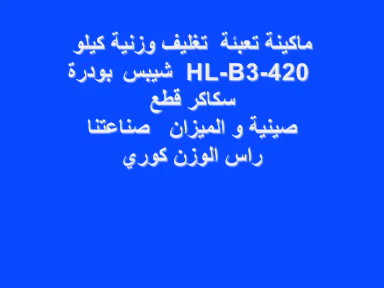 ماكينة تعبئة تغليف وزنية كيلو
HL-B3-420 شيبس بودرة
سكاكر قطع
صينية و الميزان صناعتنا
راس الوزن كوري